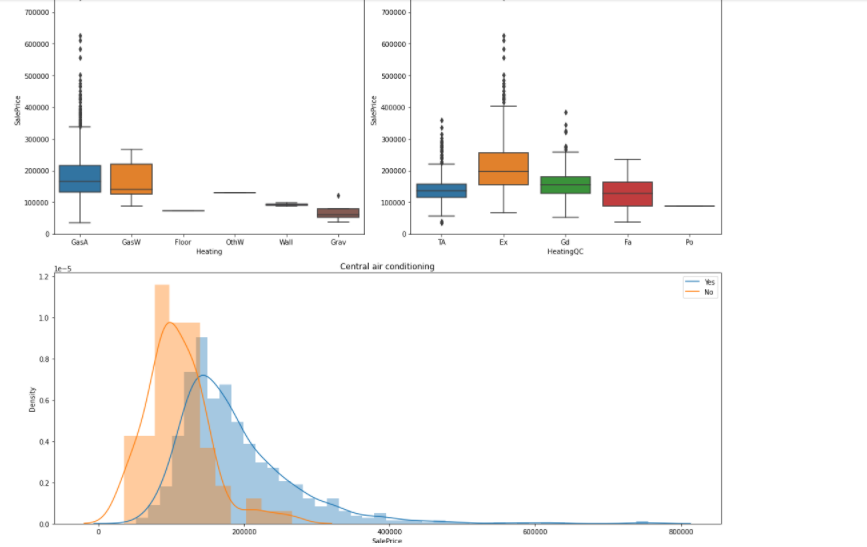 700000
600000
500000
400000
300000
200000
100000
0
SalePrice
GasA GasW Floor OthW Wall Grav
Heating
700000
600000
500000
400000
300000
200000
100000
0
SalePrice
TA Ex Gd Fa Po
HeatingQC
Central air conditioning
1e-5
Yes
No
1.2
1.0
0.8
0.6
0.4
0.2
0.0
Density
0 200000 400000 600000 800000
SalePrice